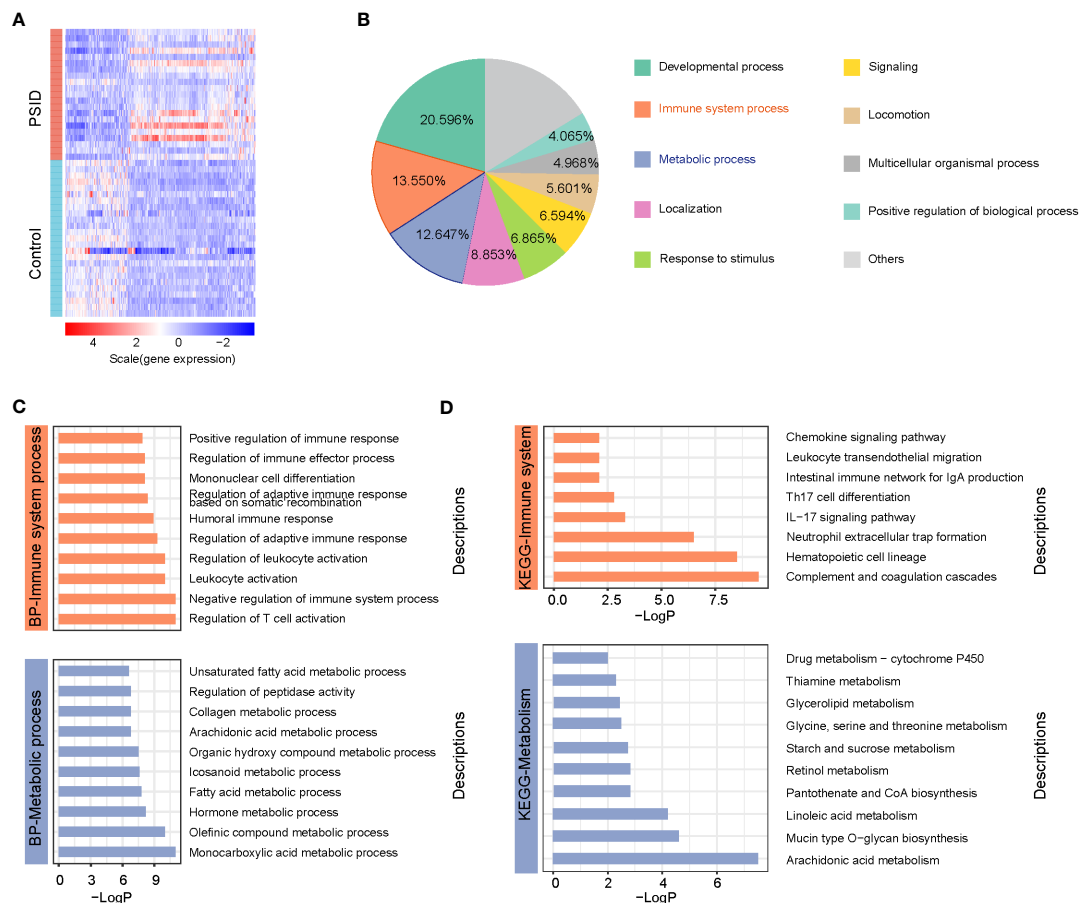 A
PSID
Control
4 2 0 −2
Scale(gene expression)
B
20.596%
13.550%
12.647%
8.853%
6.865%
6.594%
5.601%
4.968%
4.065%
Developmental process
Immune system process
Metabolic process
Localization
Response to stimulus
Signaling
Locomotion
Multicellular organismal process
Positive regulation of biological process
Others
C
BP-Immune system process
Positive regulation of immune response
Regulation of immune effector process
Mononuclear cell differentiation
Regulation of adaptive immune response
based on somatic recombination
Humoral immune response
Regulation of adaptive immune response
Regulation of leukocyte activation
Leukocyte activation
Negative regulation of immune system process
Regulation of T cell activation
Descriptions
BP-Metabolic process
Unsaturated fatty acid metabolic process
Regulation of peptidase activity
Collagen metabolic process
Arachidonic acid metabolic process
Organic hydroxy compound metabolic process
Icosanoid metabolic process
Fatty acid metabolic process
Hormone metabolic process
Olefinic compound metabolic process
Monocarboxylic acid metabolic process
Descriptions
0 3 6 9
−LogP
D
KEGG-Immune system
Chemokine signaling pathway
Leukocyte transendothelial migration
Intestinal immune network for IgA production
Th17 cell differentiation
IL−17 signaling pathway
Neutrophil extracellular trap formation
Hematopoietic cell lineage
Complement and coagulation cascades
Descriptions
0.0 2.5 5.0 7.5
−LogP
KEGG-Metabolism
Drug metabolism − cytochrome P450
Thiamine metabolism
Glycerolipid metabolism
Glycine, serine and threonine metabolism
Starch and sucrose metabolism
Retinol metabolism
Pantothenate and CoA biosynthesis
Linoleic acid metabolism
Mucin type O−glycan biosynthesis
Arachidonic acid metabolism
Descriptions
0 2 4 6
−LogP